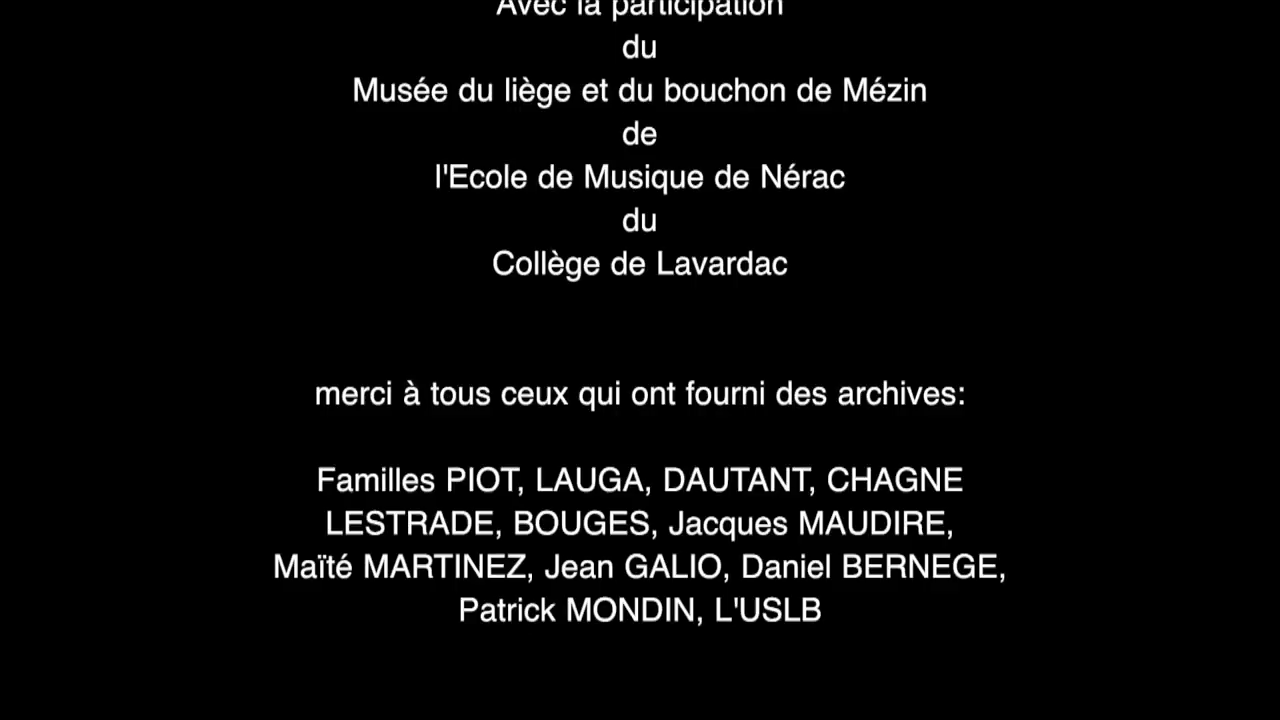 Avec la participation
du
Musée du liège et du bouchon de Mézin
de
l'Ecole de Musique de Nérac
du
Collège de Lavardac
merci à tous ceux qui ont fourni des archives:
Familles PIOT, LAUGA, DAUTANT, CHAGNE
LESTRADE, BOUGES, Jacques MAUDIRE,
Maïté MARTINEZ, Jean GALIO, Daniel BERNEGE,
Patrick MONDIN, L'USLB